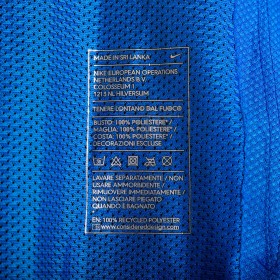 MADE IN SRI LANKA
NIKE EUROPEAN OPERATIONS
NETHERLANDS B.V.
COLOSSEUM 1
1213 NL HILVERSUM
TENERE LONTANO DAL FUOCO
BUSTO: 100% POLIESTERE* /
MAGLIA: 100% POLIESTERE* /
COSTA: 100% POLIESTERE* /
DECORAZIONI ESCLUSE
LAVARE SEPARATAMENTE / NON
USARE AMMORBIDENTE /
RIMUOVERE IMMEDIATAMENTE /
NON LASCIARE PIEGATO
QUANDO È BAGNATO
EN: 100% RECYCLED POLYESTER
www.considereddesign.com